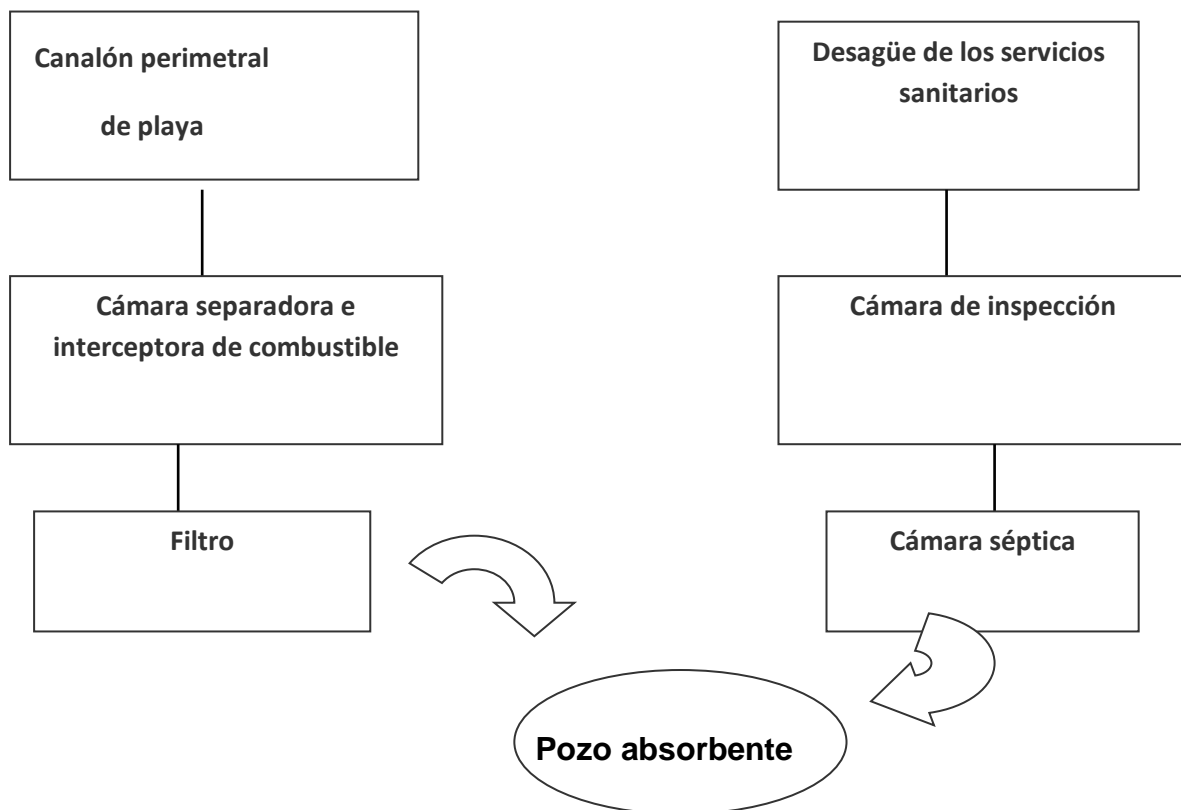 Canalón perimetral
de playa
Desagüe de los servicios
sanitarios
Cámara separadora e
interceptora de combustible
Cámara de inspección
Filtro
Cámara séptica
Pozo absorbente